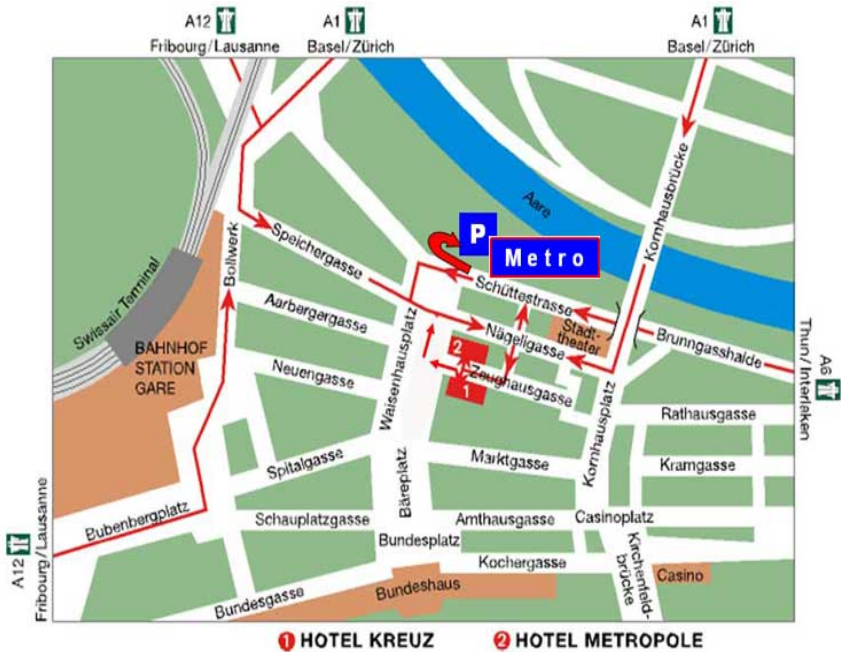 A12
Fribourg/Lausanne
A1
Basel/Zürich
A1
Basel/Zürich
Aare
Kornhausbrücke
P
Metro
Speichergasse
Bollwerk
Schüttestrasse
Swissair Terminal
Aarbergergasse
Nägeligasse
Stadt-
theater
Brunngasshalde
Thun/Interlaken
A6
BAHNHOF
STATION
GARE
Neuengasse
Waisenhausplatz
2
1
Zeughausgasse
Kornhausplatz
Rathausgasse
Spitalgasse
Marktgasse
Kramgasse
Bubenbergplatz
Schauplatzgasse
Bäreplatz
Amthausgasse
Casinoplatz
Bundesplatz
Kochergasse
Kirchenfeld-
brücke
Casino
Bundesgasse
Bundeshaus
A12
Fribourg/Lausanne
1 HOTEL KREUZ
2 HOTEL METROPOLE